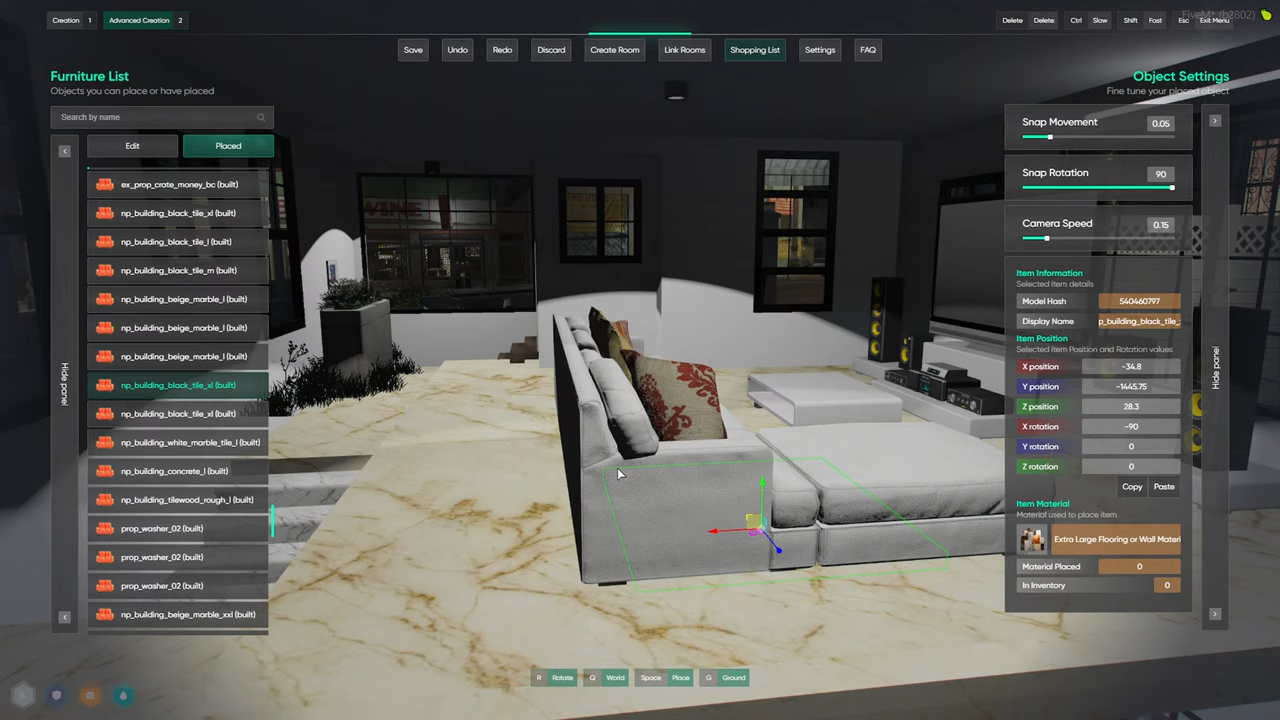 Creation 1 Advanced Creation 2
Delete Delete Ctrl Slow Shift Fast Esc Exit Menu
FiveM* (b2802)
Save Undo Redo Discard Create Room Link Rooms Shopping List Settings FAQ
Furniture List
Objects you can place or have placed
Search by name
Edit Placed
ex_prop_crate_money_bc (built)
np_building_black_tile_xl (built)
np_building_black_tile_l (built)
np_building_black_tile_m (built)
np_building_beige_marble_l (built)
np_building_beige_marble_l (built)
np_building_beige_marble_l (built)
np_building_black_tile_xl (built)
np_building_black_tile_xl (built)
np_building_white_marble_tile_l (built)
np_building_concrete_l (built)
np_building_tilewood_rough_l (built)
prop_washer_02 (built)
prop_washer_02 (built)
prop_washer_02 (built)
np_building_beige_marble_xxl (built)
Hide panel
WINE
Object Settings
Fine tune your placed object
Snap Movement 0.05
Snap Rotation 90
Camera Speed 0.15
Item Information
Selected item details
Model Hash 540460797
Display Name p_building_black_tile_
Item Position
Selected item Position and Rotation values
X position -34.8
Y position -1445.75
Z position 28.3
X rotation -90
Y rotation 0
Z rotation 0
Copy Paste
Item Material
Material used to place item
Extra Large Flooring or Wall Materi
Material Placed 0
In Inventory 0
Hide panel
R Rotate Q World Space Place G Ground